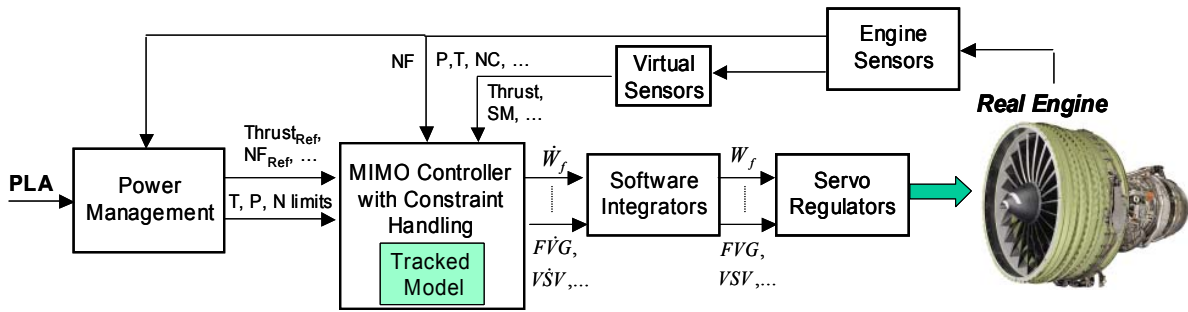 Engine
Sensors
Virtual
Sensors
NF
P,T, NC, ...
Thrust,
SM, ...
Real Engine
PLA
Power
Management
Thrust_Ref,
NF_Ref, ...
T, P, N limits
MIMO Controller
with Constraint
Handling
Tracked
Model
Ẇ_f
FV̇G,
VṠV,...
Software
Integrators
W_f
FVG,
VSV,...
Servo
Regulators